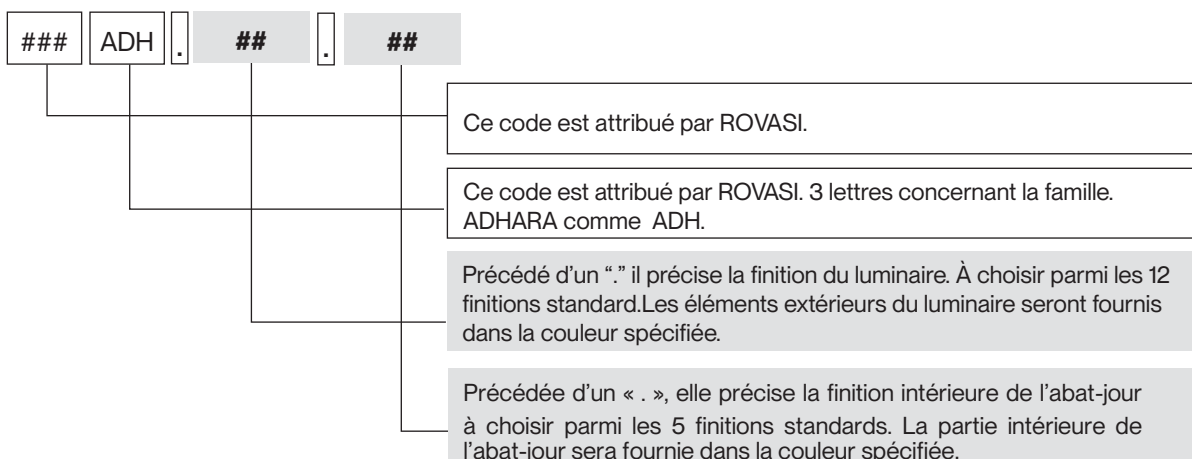 ### ADH . ## . ##
Ce code est attribué par ROVASI.
Ce code est attribué par ROVASI. 3 lettres concernant la famille.
ADHARA comme ADH.
Précédé d'un “.” il précise la finition du luminaire. À choisir parmi les 12
finitions standard.Les éléments extérieurs du luminaire seront fournis
dans la couleur spécifiée.
Précédée d'un « . », elle précise la finition intérieure de l'abat-jour
à choisir parmi les 5 finitions standards. La partie intérieure de
l'abat-jour sera fournie dans la couleur spécifiée.